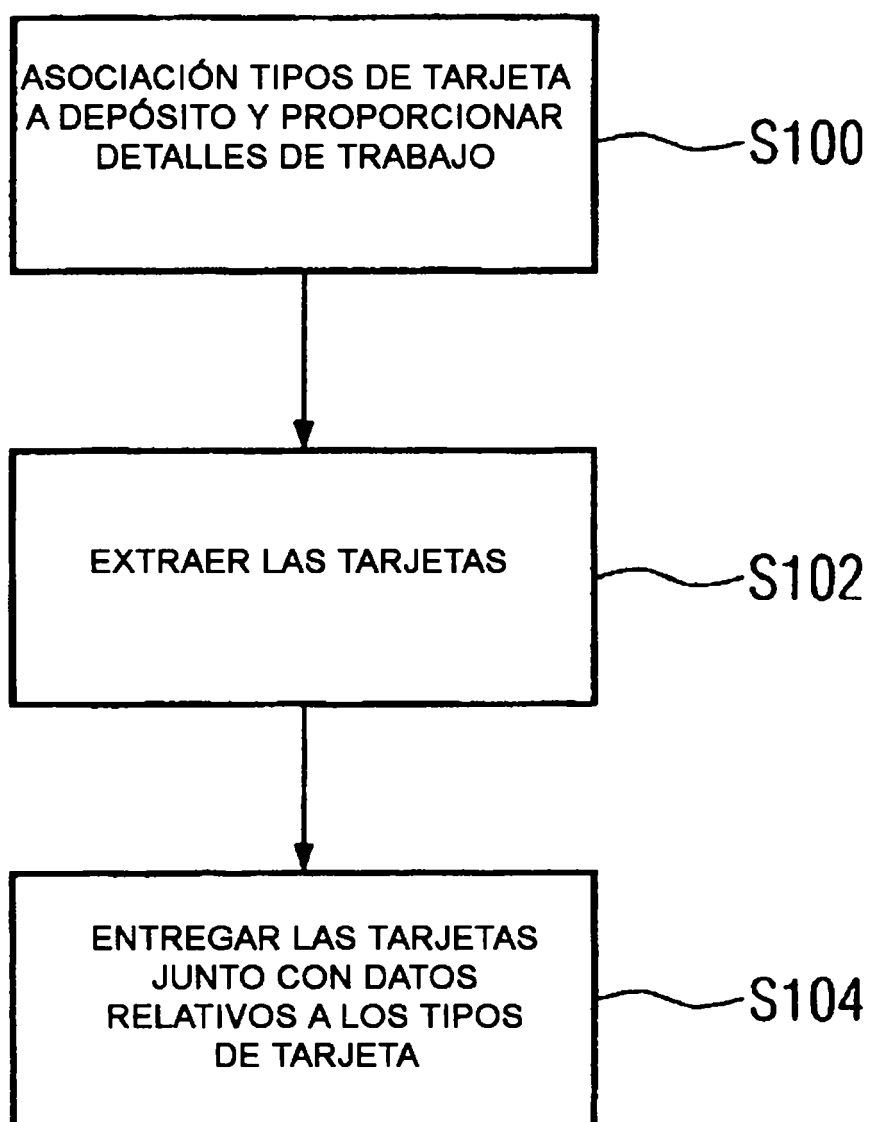 ASOCIACIÓN TIPOS DE TARJETA
A DEPÓSITO Y PROPORCIONAR
DETALLES DE TRABAJO
S100
EXTRAER LAS TARJETAS
S102
ENTREGAR LAS TARJETAS
JUNTO CON DATOS
RELATIVOS A LOS TIPOS
DE TARJETA
S104